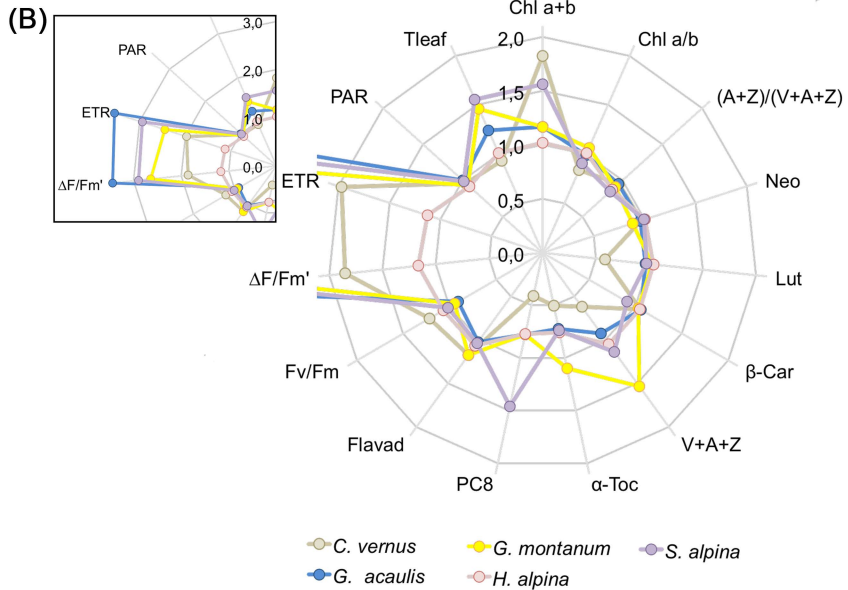 (B)
3,0
PAR
2,0
ETR
1,0
0,0
ΔF/Fm'
Chl a+b
Tleaf
2,0
Chl a/b
PAR
1,5
(A+Z)/(V+A+Z)
1,0
ETR
0,5
Neo
0,0
ΔF/Fm'
Lut
Fv/Fm
β-Car
Flavad
V+A+Z
PC8
α-Toc
C. vernus
G. montanum
S. alpina
G. acaulis
H. alpina